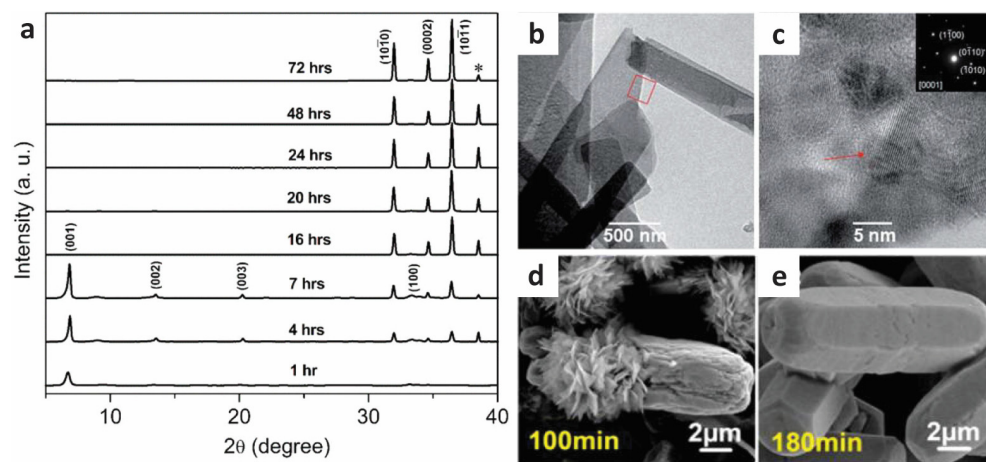 a
Intensity (a. u.)
(10$\bar{1}$0)
(0002)
(10$\bar{1}$1)
*
72 hrs
48 hrs
24 hrs
20 hrs
16 hrs
(001)
(002)
(003)
(100)
7 hrs
4 hrs
1 hr
10
20
30
40
2θ (degree)
b
500 nm
c
(1$\bar{1}$00)
(0$\bar{1}$10)
($\bar{1}$010)
[0001]
5 nm
d
100min
2μm
e
180min
2μm